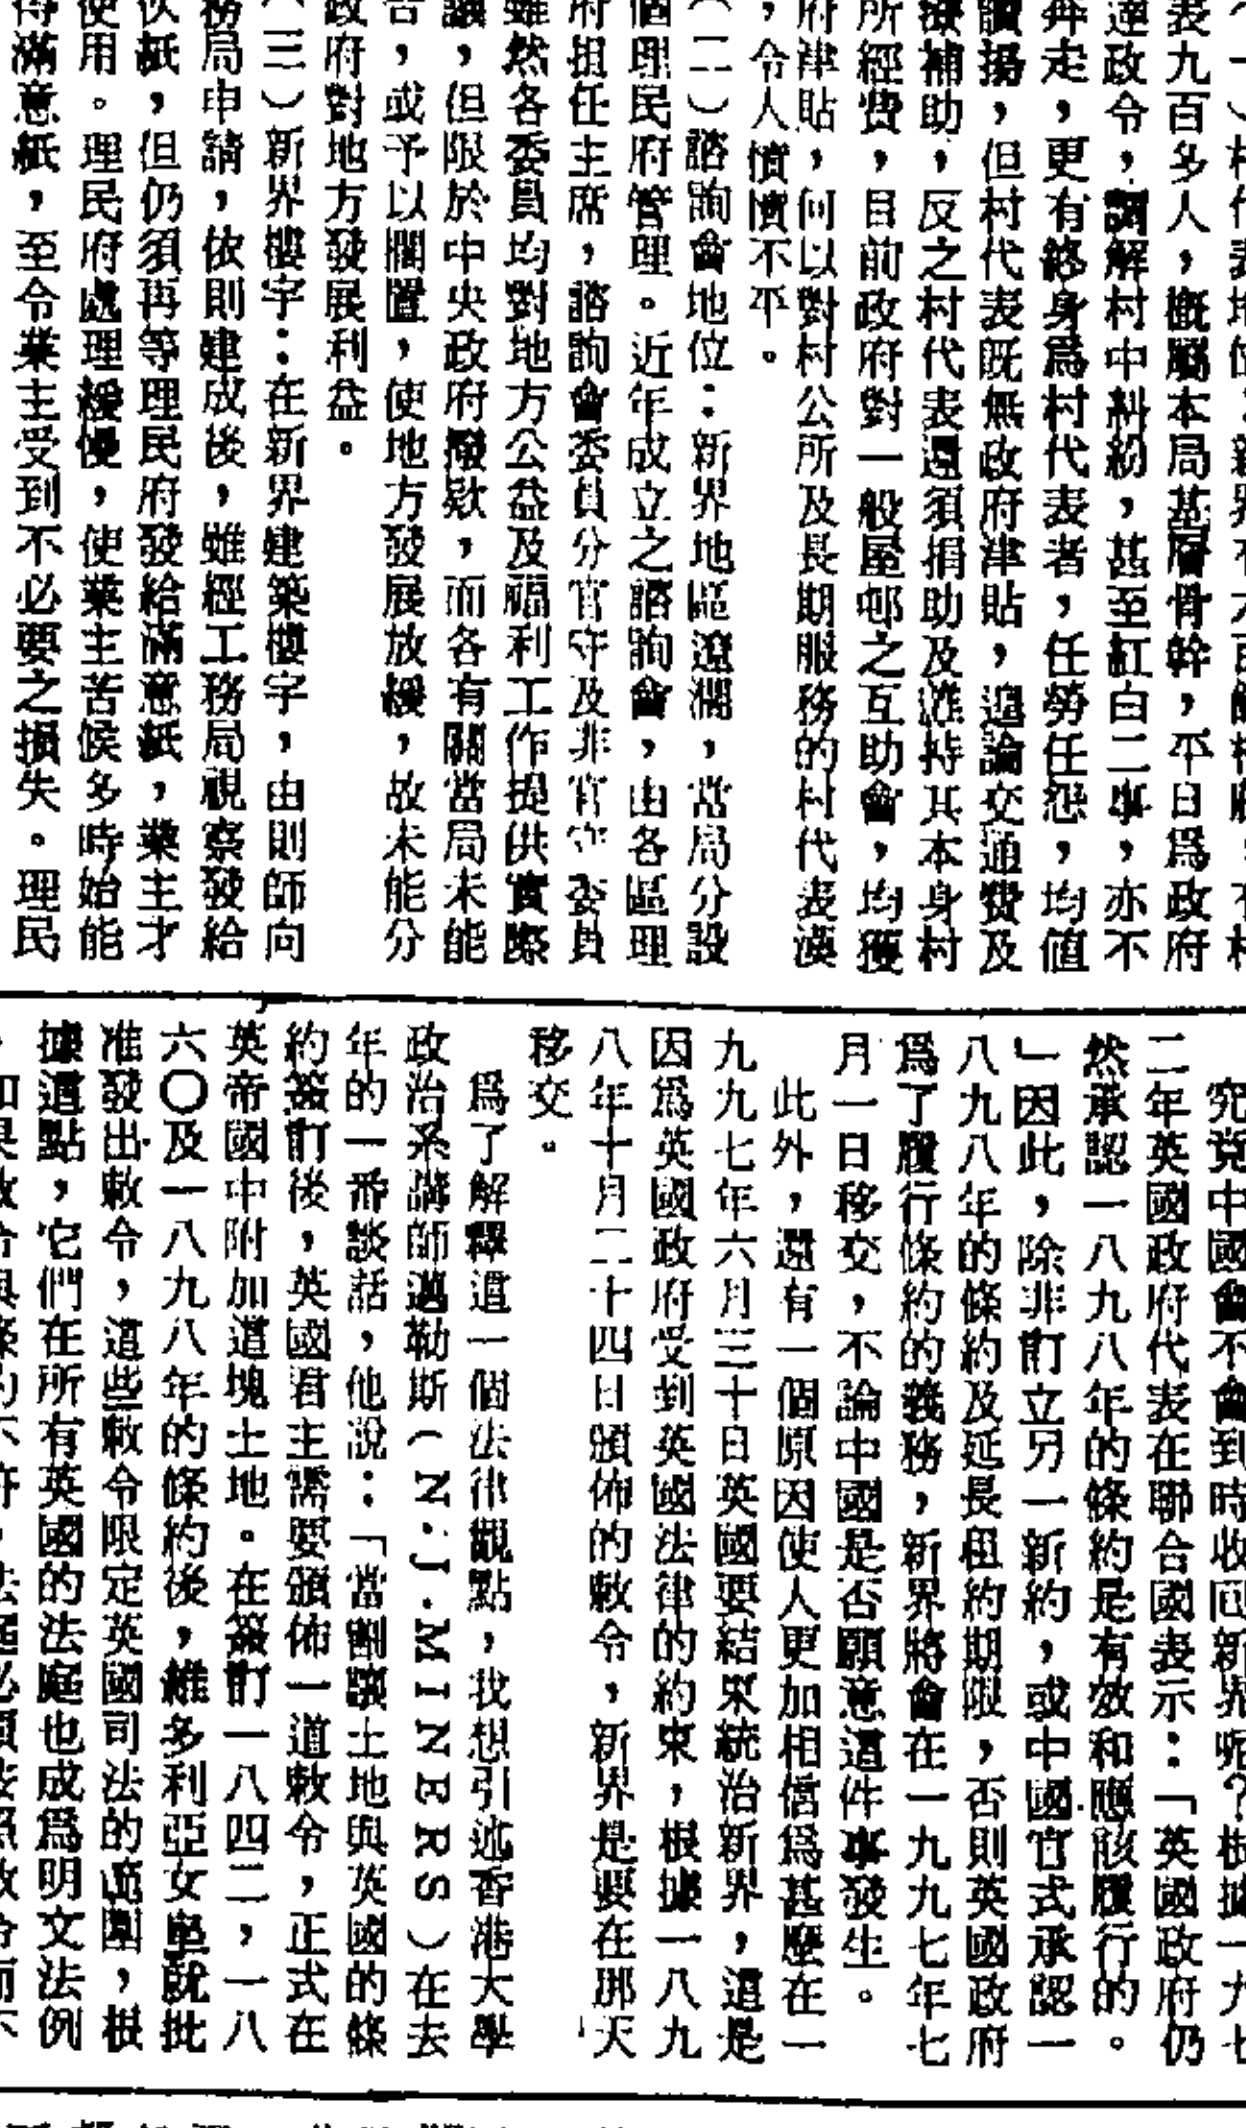 表九百多人，概屬本局基層骨幹，平日爲政府
達政令，調解村中糾紛，甚至紅白二事，亦不
奔走，更有終身爲村代表者，任勞任怨，均值
讚揚，但村代表既無政府津貼，遑論交通費及
補助，反之村代表還須捐助及維持其本身村
所經費，目前政府對一般屋邨之互助會，均獲
府津貼，何以對村公所及長期服務的村代表漠
，令人憤憤不平。
（二）諮詢會地位：新界地區遼濶，當局分設
個理民府管理。近年成立之諮詢會，由各區理
府担任主席，諮詢會委員分官守及非官守委員
雖然各委員均對地方公益及福利工作提供實際
議，但限於中央政府撥欵，而各有關當局未能
否，或予以擱置，使地方發展放緩，故未能分
政府對地方發展利益。
（三）新界樓宇：在新界建築樓宇，由則師向
務局申請，依則建成後，雖經工務局視察發給
伙紙，但仍須再等理民府發給滿意紙，業主才
使用。理民府處理緩慢，使業主苦候多時始能
得滿意紙，至令業主受到不必要之損失。理民
究竟中國會不會到時收回新界呢？根據一九七
二年英國政府代表在聯合國表示：「英國政府仍
然承認一八九八年的條約是有效和應該履行的。
」因此，除非訂立另一新約，或中國官式承認一
八九八年的條約及延長租約期限，否則英國政府
爲了履行條約的義務，新界將會在一九九七年七
月一日移交，不論中國是否願意這件事發生。
此外，還有一個原因使人更加相信爲甚麼在一
九九七年六月三十日英國要結束統治新界，這是
因爲英國政府受到英國法律的約束，根據一八九
八年十月二十四日頒佈的敕令，新界是要在那天
移交。
爲了解釋這一個法律觀點，我想引述香港大學
政治系講師邁勒斯（N.J.MINERS）在去
年的一番談話，他說：「當割讓土地與英國的條
約簽訂後，英國君主需要頒佈一道敕令，正式在
英帝國中附加這塊土地。在簽訂一八四二，一八
六〇及一八九八年的條約後，維多利亞女皇就批
准發出敕令，這些敕令限定英國司法的範圍，根
據這點，它們在所有英國的法庭也成爲明文法例